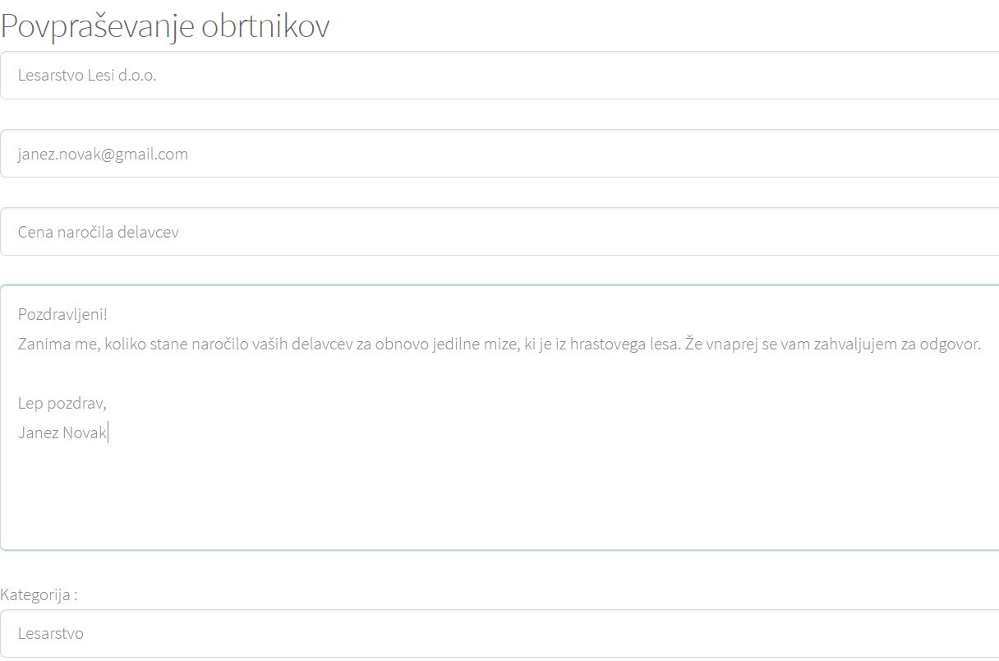 Povpraševanje obrtnikov
Lesarstvo Lesi d.o.o.
janez.novak@gmail.com
Cena naročila delavcev
Pozdravljeni!
Zanima me, koliko stane naročilo vaših delavcev za obnovo jedilne mize, ki je iz hrastovega lesa. Že vnaprej se vam zahvaljujem za odgovor.
Lep pozdrav,
Janez Novak
Kategorija :
Lesarstvo